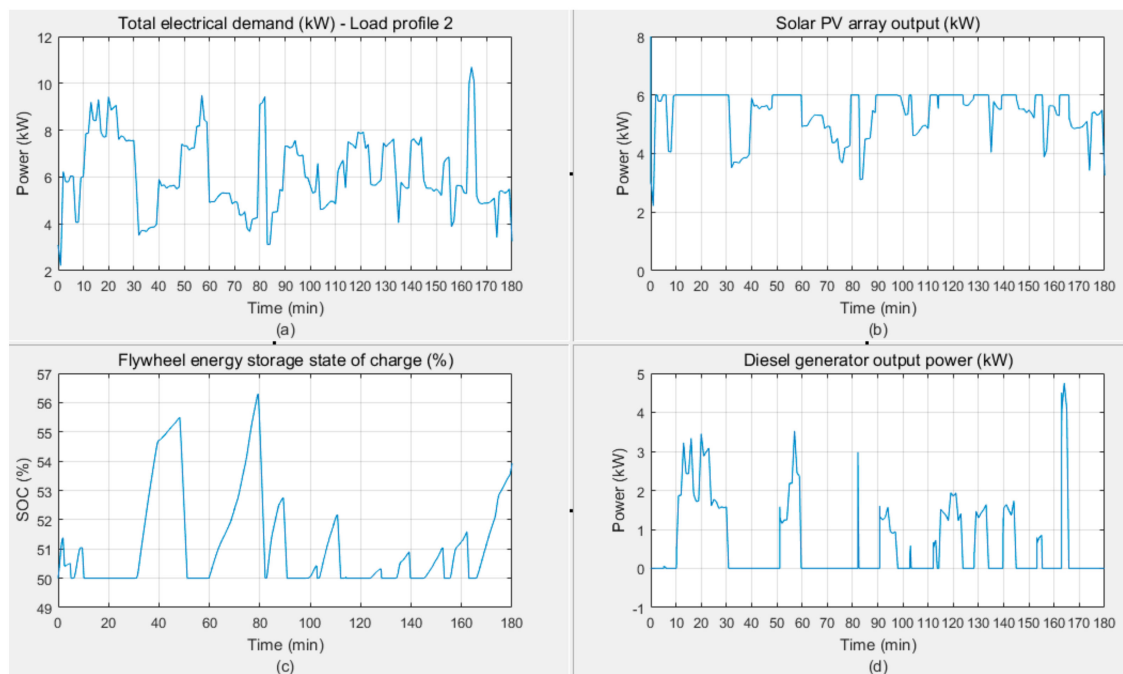 Total electrical demand (kW) - Load profile 2
12
10
8
6
4
2
Power (kW)
0 10 20 30 40 50 60 70 80 90 100 110 120 130 140 150 160 170 180
Time (min)
(a)
Solar PV array output (kW)
8
6
4
2
0
Power (kW)
0 10 20 30 40 50 60 70 80 90 100 110 120 130 140 150 160 170 180
Time (min)
(b)
Flywheel energy storage state of charge (%)
57
56
55
54
53
52
51
50
49
SOC (%)
0 20 40 60 80 100 120 140 160 180
Time (min)
(c)
Diesel generator output power (kW)
5
4
3
2
1
0
-1
Power (kW)
0 10 20 30 40 50 60 70 80 90 100 110 120 130 140 150 160 170 180
Time (min)
(d)